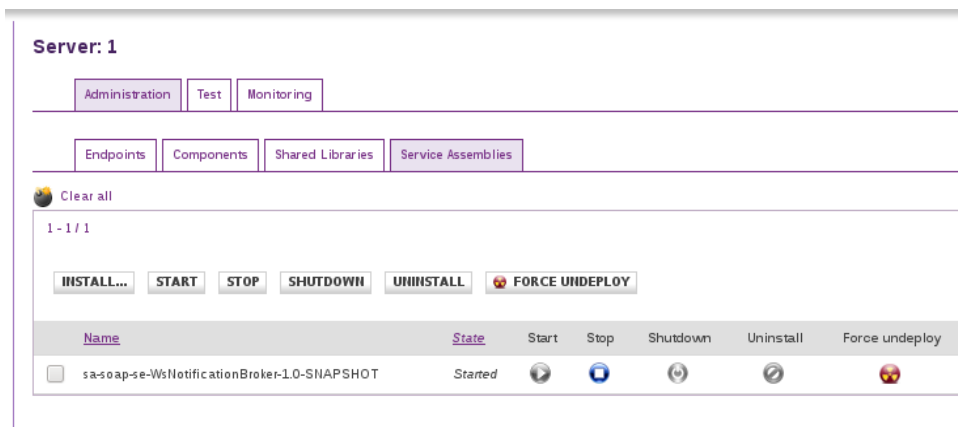 Server: 1
Administration Test Monitoring
Endpoints Components Shared Libraries Service Assemblies
Clear all
1 - 1 / 1
INSTALL... START STOP SHUTDOWN UNINSTALL FORCE UNDEPLOY
Name State Start Stop Shutdown Uninstall Force undeploy
sa-soap-se-WsNotificationBroker-1.0-SNAPSHOT Started